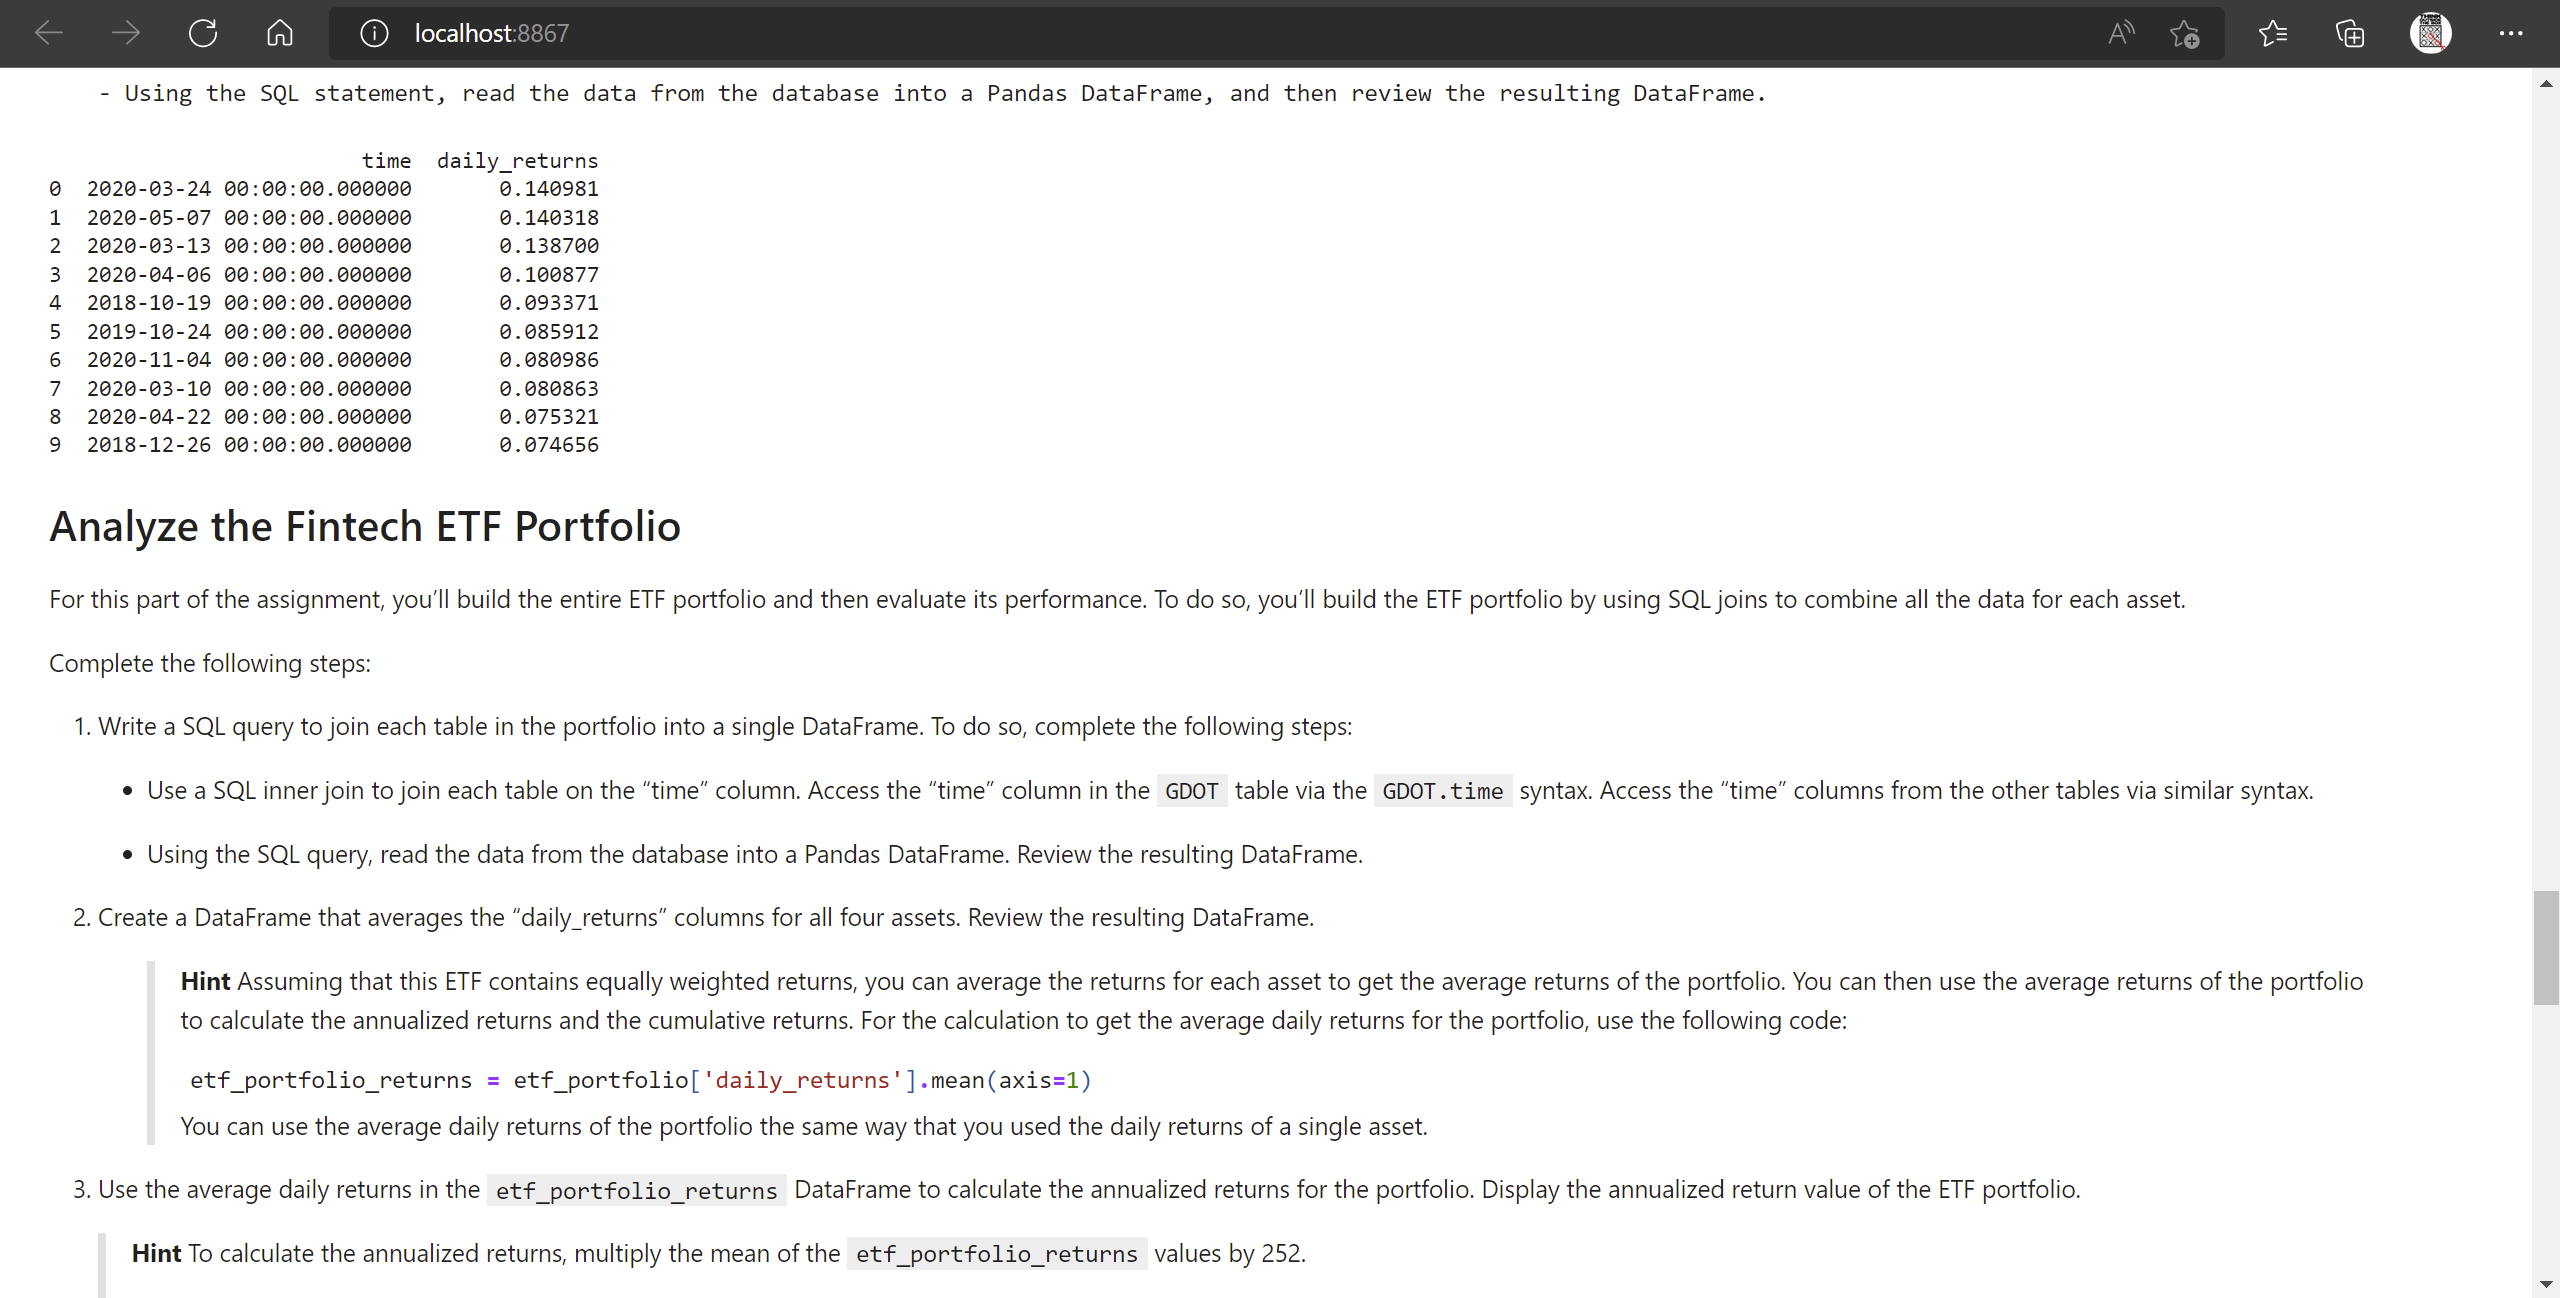 localhost:8867
- Using the SQL statement, read the data from the database into a Pandas DataFrame, and then review the resulting DataFrame.
time daily_returns
0 2020-03-24 00:00:00.000000 0.140981
1 2020-05-07 00:00:00.000000 0.140318
2 2020-03-13 00:00:00.000000 0.138700
3 2020-04-06 00:00:00.000000 0.100877
4 2018-10-19 00:00:00.000000 0.093371
5 2019-10-24 00:00:00.000000 0.085912
6 2020-11-04 00:00:00.000000 0.080986
7 2020-03-10 00:00:00.000000 0.080863
8 2020-04-22 00:00:00.000000 0.075321
9 2018-12-26 00:00:00.000000 0.074656
Analyze the Fintech ETF Portfolio
For this part of the assignment, you’ll build the entire ETF portfolio and then evaluate its performance. To do so, you’ll build the ETF portfolio by using SQL joins to combine all the data for each asset.
Complete the following steps:
1. Write a SQL query to join each table in the portfolio into a single DataFrame. To do so, complete the following steps:
• Use a SQL inner join to join each table on the “time” column. Access the “time” column in the GDOT table via the GDOT.time syntax. Access the “time” columns from the other tables via similar syntax.
• Using the SQL query, read the data from the database into a Pandas DataFrame. Review the resulting DataFrame.
2. Create a DataFrame that averages the “daily_returns” columns for all four assets. Review the resulting DataFrame.
Hint Assuming that this ETF contains equally weighted returns, you can average the returns for each asset to get the average returns of the portfolio. You can then use the average returns of the portfolio
to calculate the annualized returns and the cumulative returns. For the calculation to get the average daily returns for the portfolio, use the following code:
etf_portfolio_returns = etf_portfolio['daily_returns'].mean(axis=1)
You can use the average daily returns of the portfolio the same way that you used the daily returns of a single asset.
3. Use the average daily returns in the etf_portfolio_returns DataFrame to calculate the annualized returns for the portfolio. Display the annualized return value of the ETF portfolio.
Hint To calculate the annualized returns, multiply the mean of the etf_portfolio_returns values by 252.